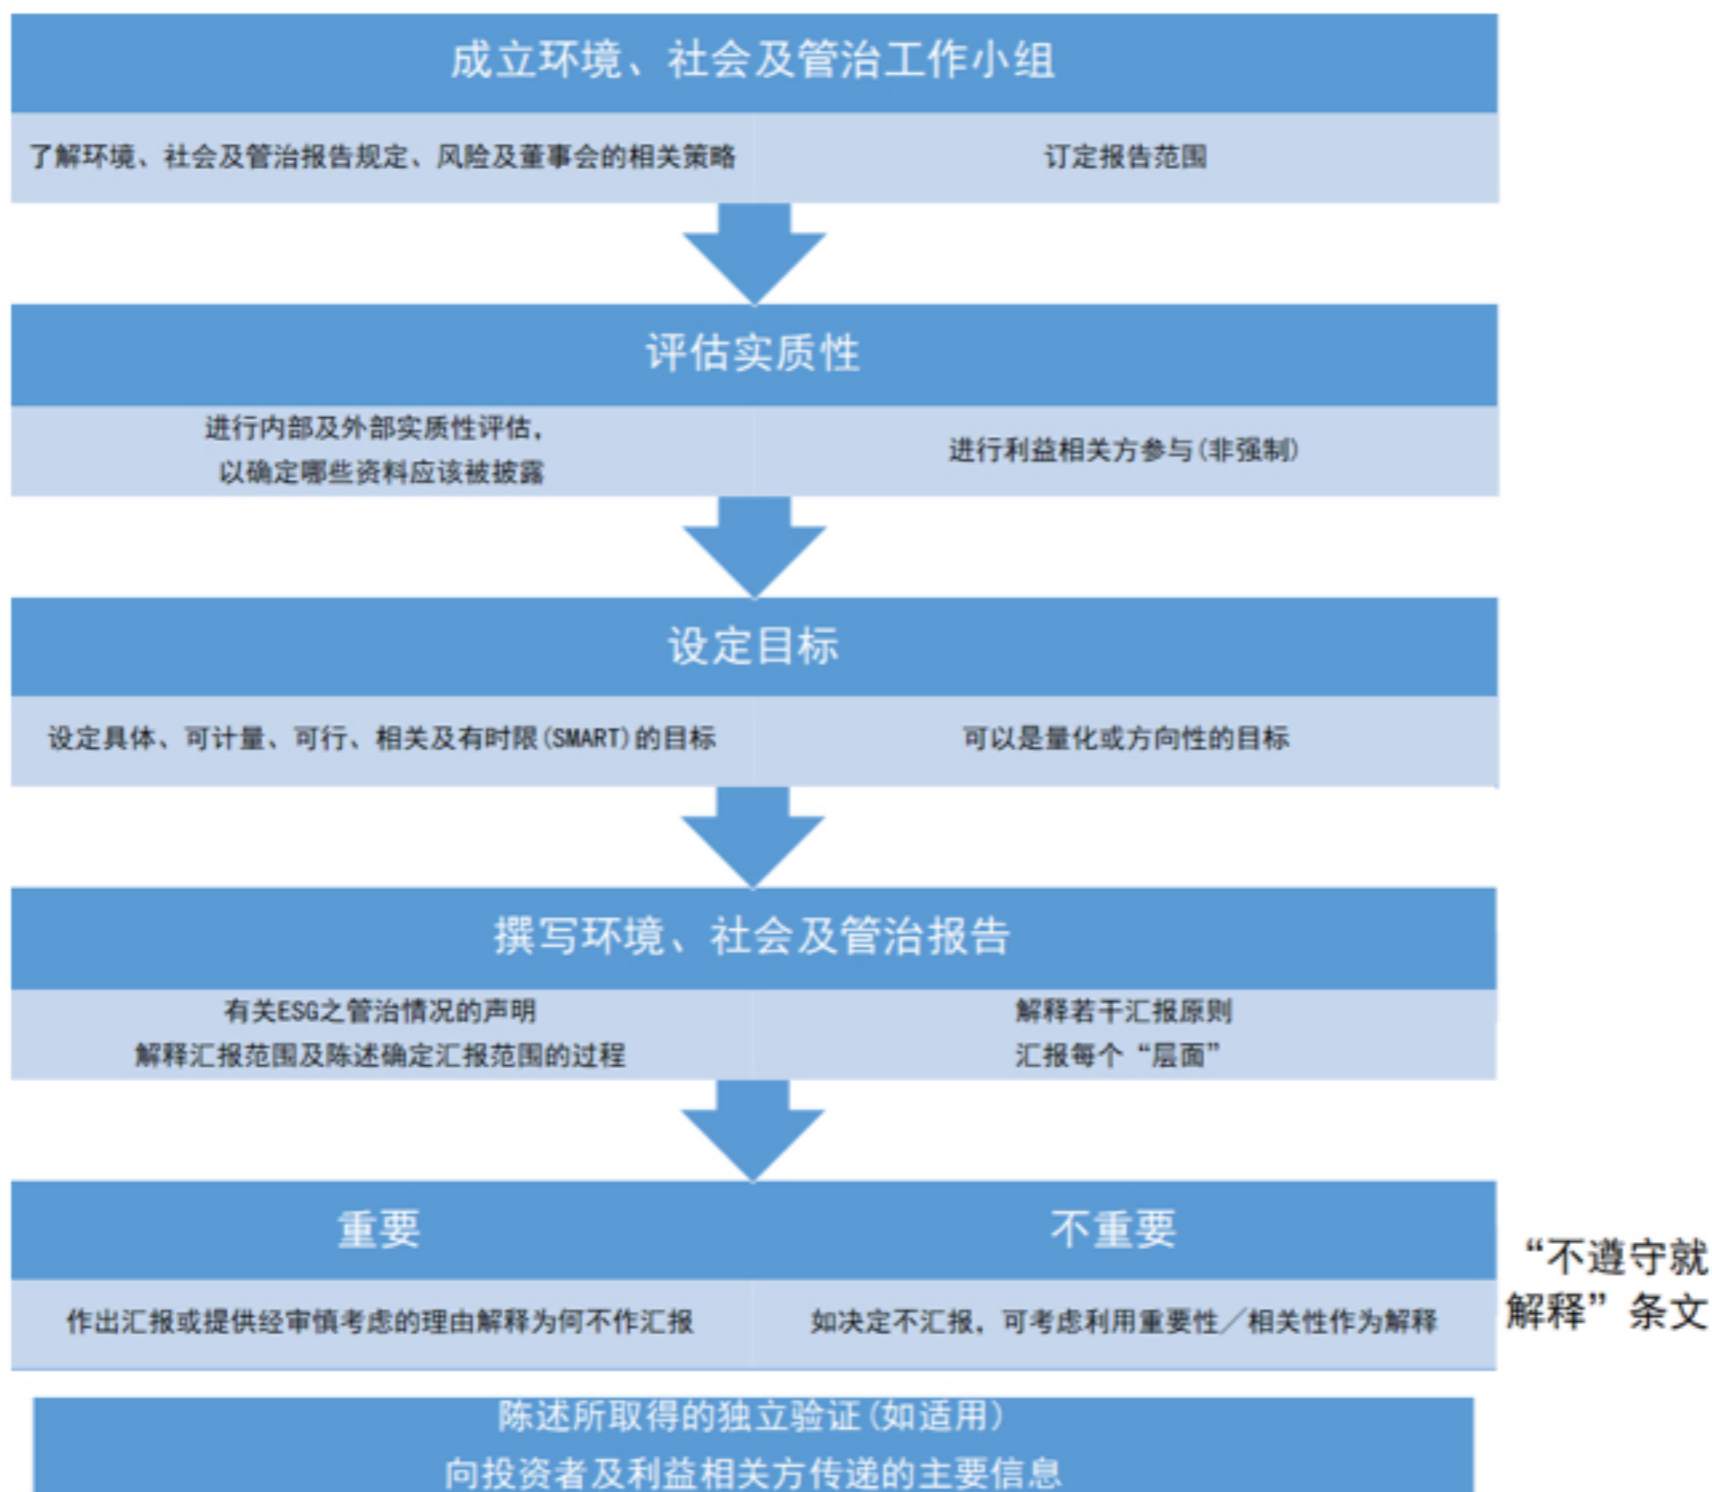 成立环境、社会及管治工作小组
了解环境、社会及管治报告规定、风险及董事会的相关策略
订定报告范围
评估实质性
进行内部及外部实质性评估，
以确定哪些资料应该被披露
进行利益相关方参与(非强制)
设定目标
设定具体、可计量、可行、相关及有时限(SMART)的目标
可以是量化或方向性的目标
撰写环境、社会及管治报告
有关ESG之管治情况的声明
解释汇报范围及陈述确定汇报范围的过程
解释若干汇报原则
汇报每个“层面”
重要
不重要
作出汇报或提供经审慎考虑的理由解释为何不作汇报
如决定不汇报，可考虑利用重要性／相关性作为解释
“不遵守就
解释”条文
陈述所取得的独立验证(如适用)
向投资者及利益相关方传递的主要信息